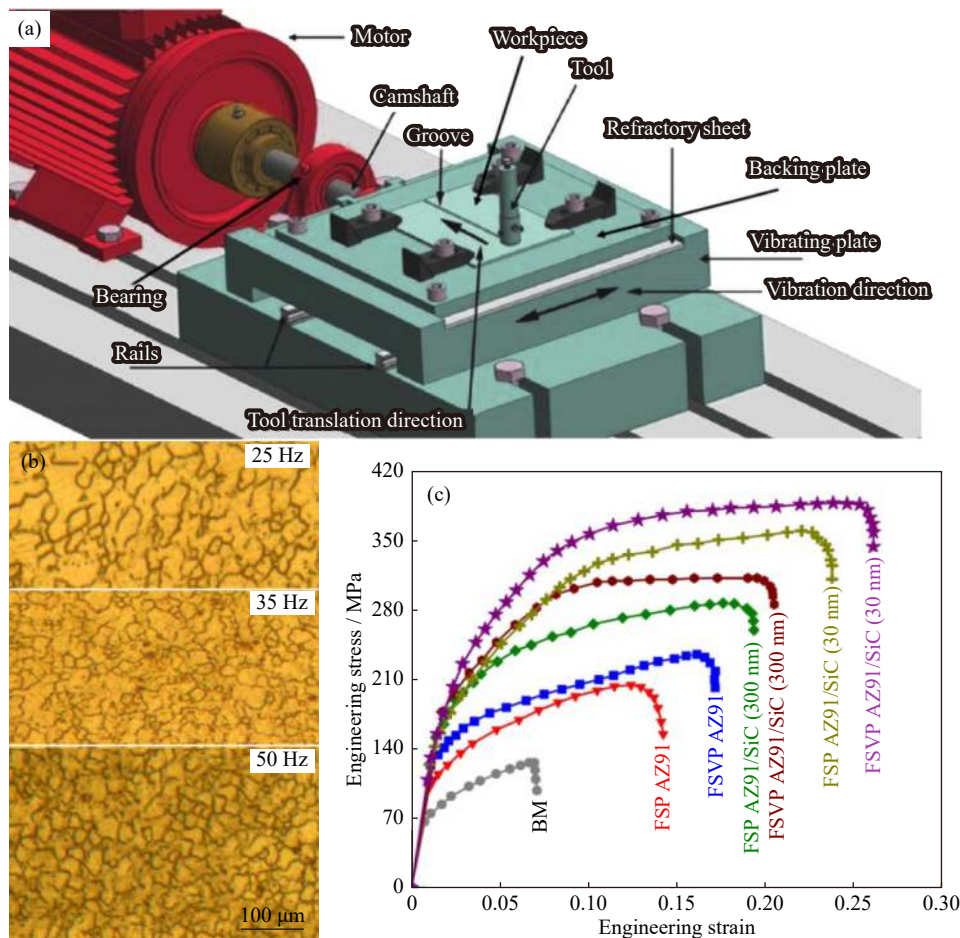 (a)
Motor
Workpiece
Tool
Camshaft
Groove
Refractory sheet
Backing plate
Vibrating plate
Vibration direction
Bearing
Rails
Tool translation direction
(b)
25 Hz
35 Hz
50 Hz
100 μm
(c)
Engineering stress / MPa
420
350
280
210
140
70
0
BM
FSP AZ91
FSVP AZ91
FSP AZ91/SiC (300 nm)
FSVP AZ91/SiC (300 nm)
FSP AZ91/SiC (30 nm)
FSVP AZ91/SiC (30 nm)
0 0.05 0.10 0.15 0.20 0.25 0.30
Engineering strain